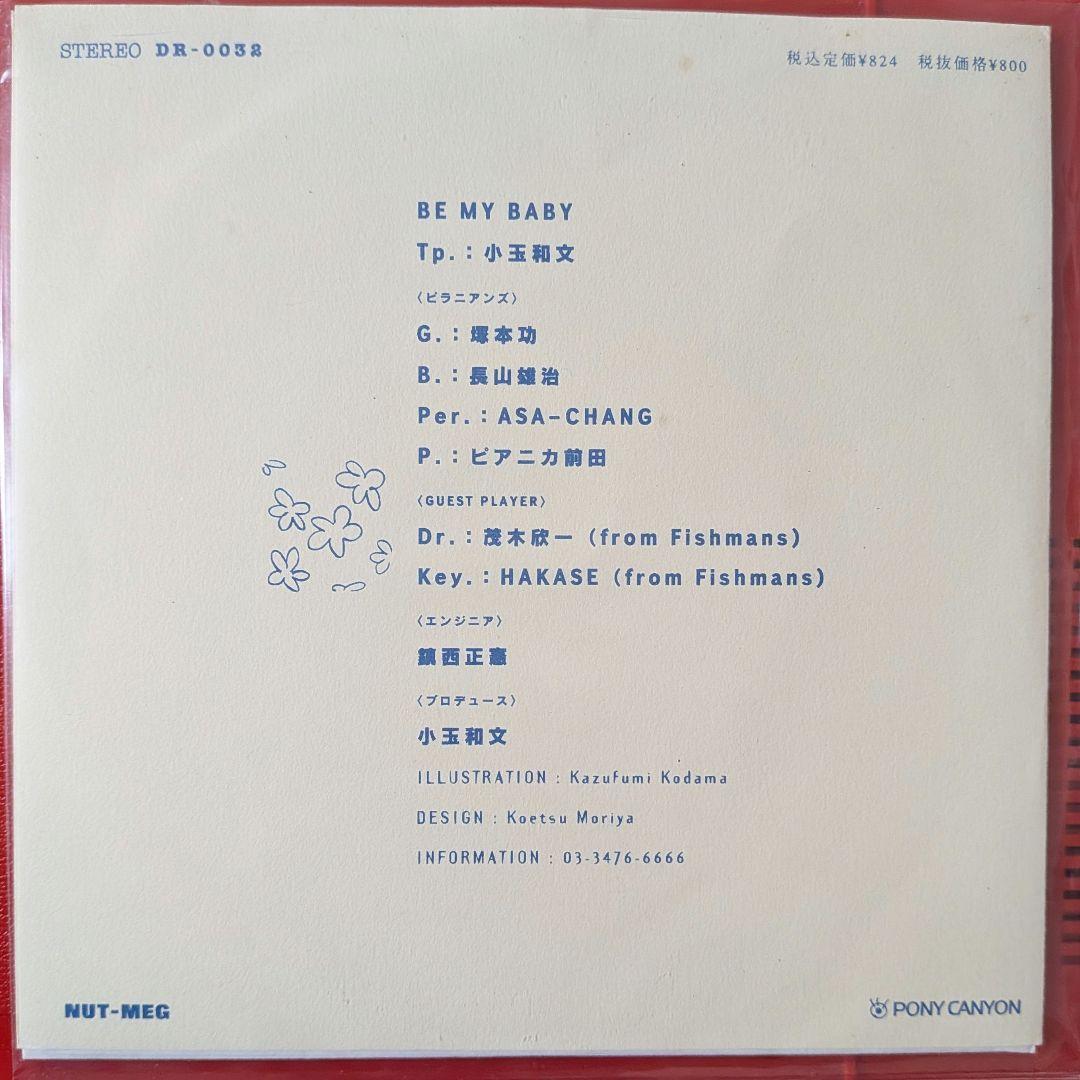 STEREO DR-0032
税込定価¥824 税抜価格¥800
BE MY BABY
Tp.：小玉和文
〈ピラニアンズ〉
G.：塚本功
B.：長山雄治
Per.：ASA-CHANG
P.：ピアニカ前田
〈GUEST PLAYER〉
Dr.：茂木欣一（from Fishmans）
Key.：HAKASE（from Fishmans）
〈エンジニア〉
鎮西正憲
〈プロデュース〉
小玉和文
ILLUSTRATION : Kazufumi Kodama
DESIGN : Koetsu Moriya
INFORMATION : 03-3476-6666
NUT-MEG
PONY CANYON